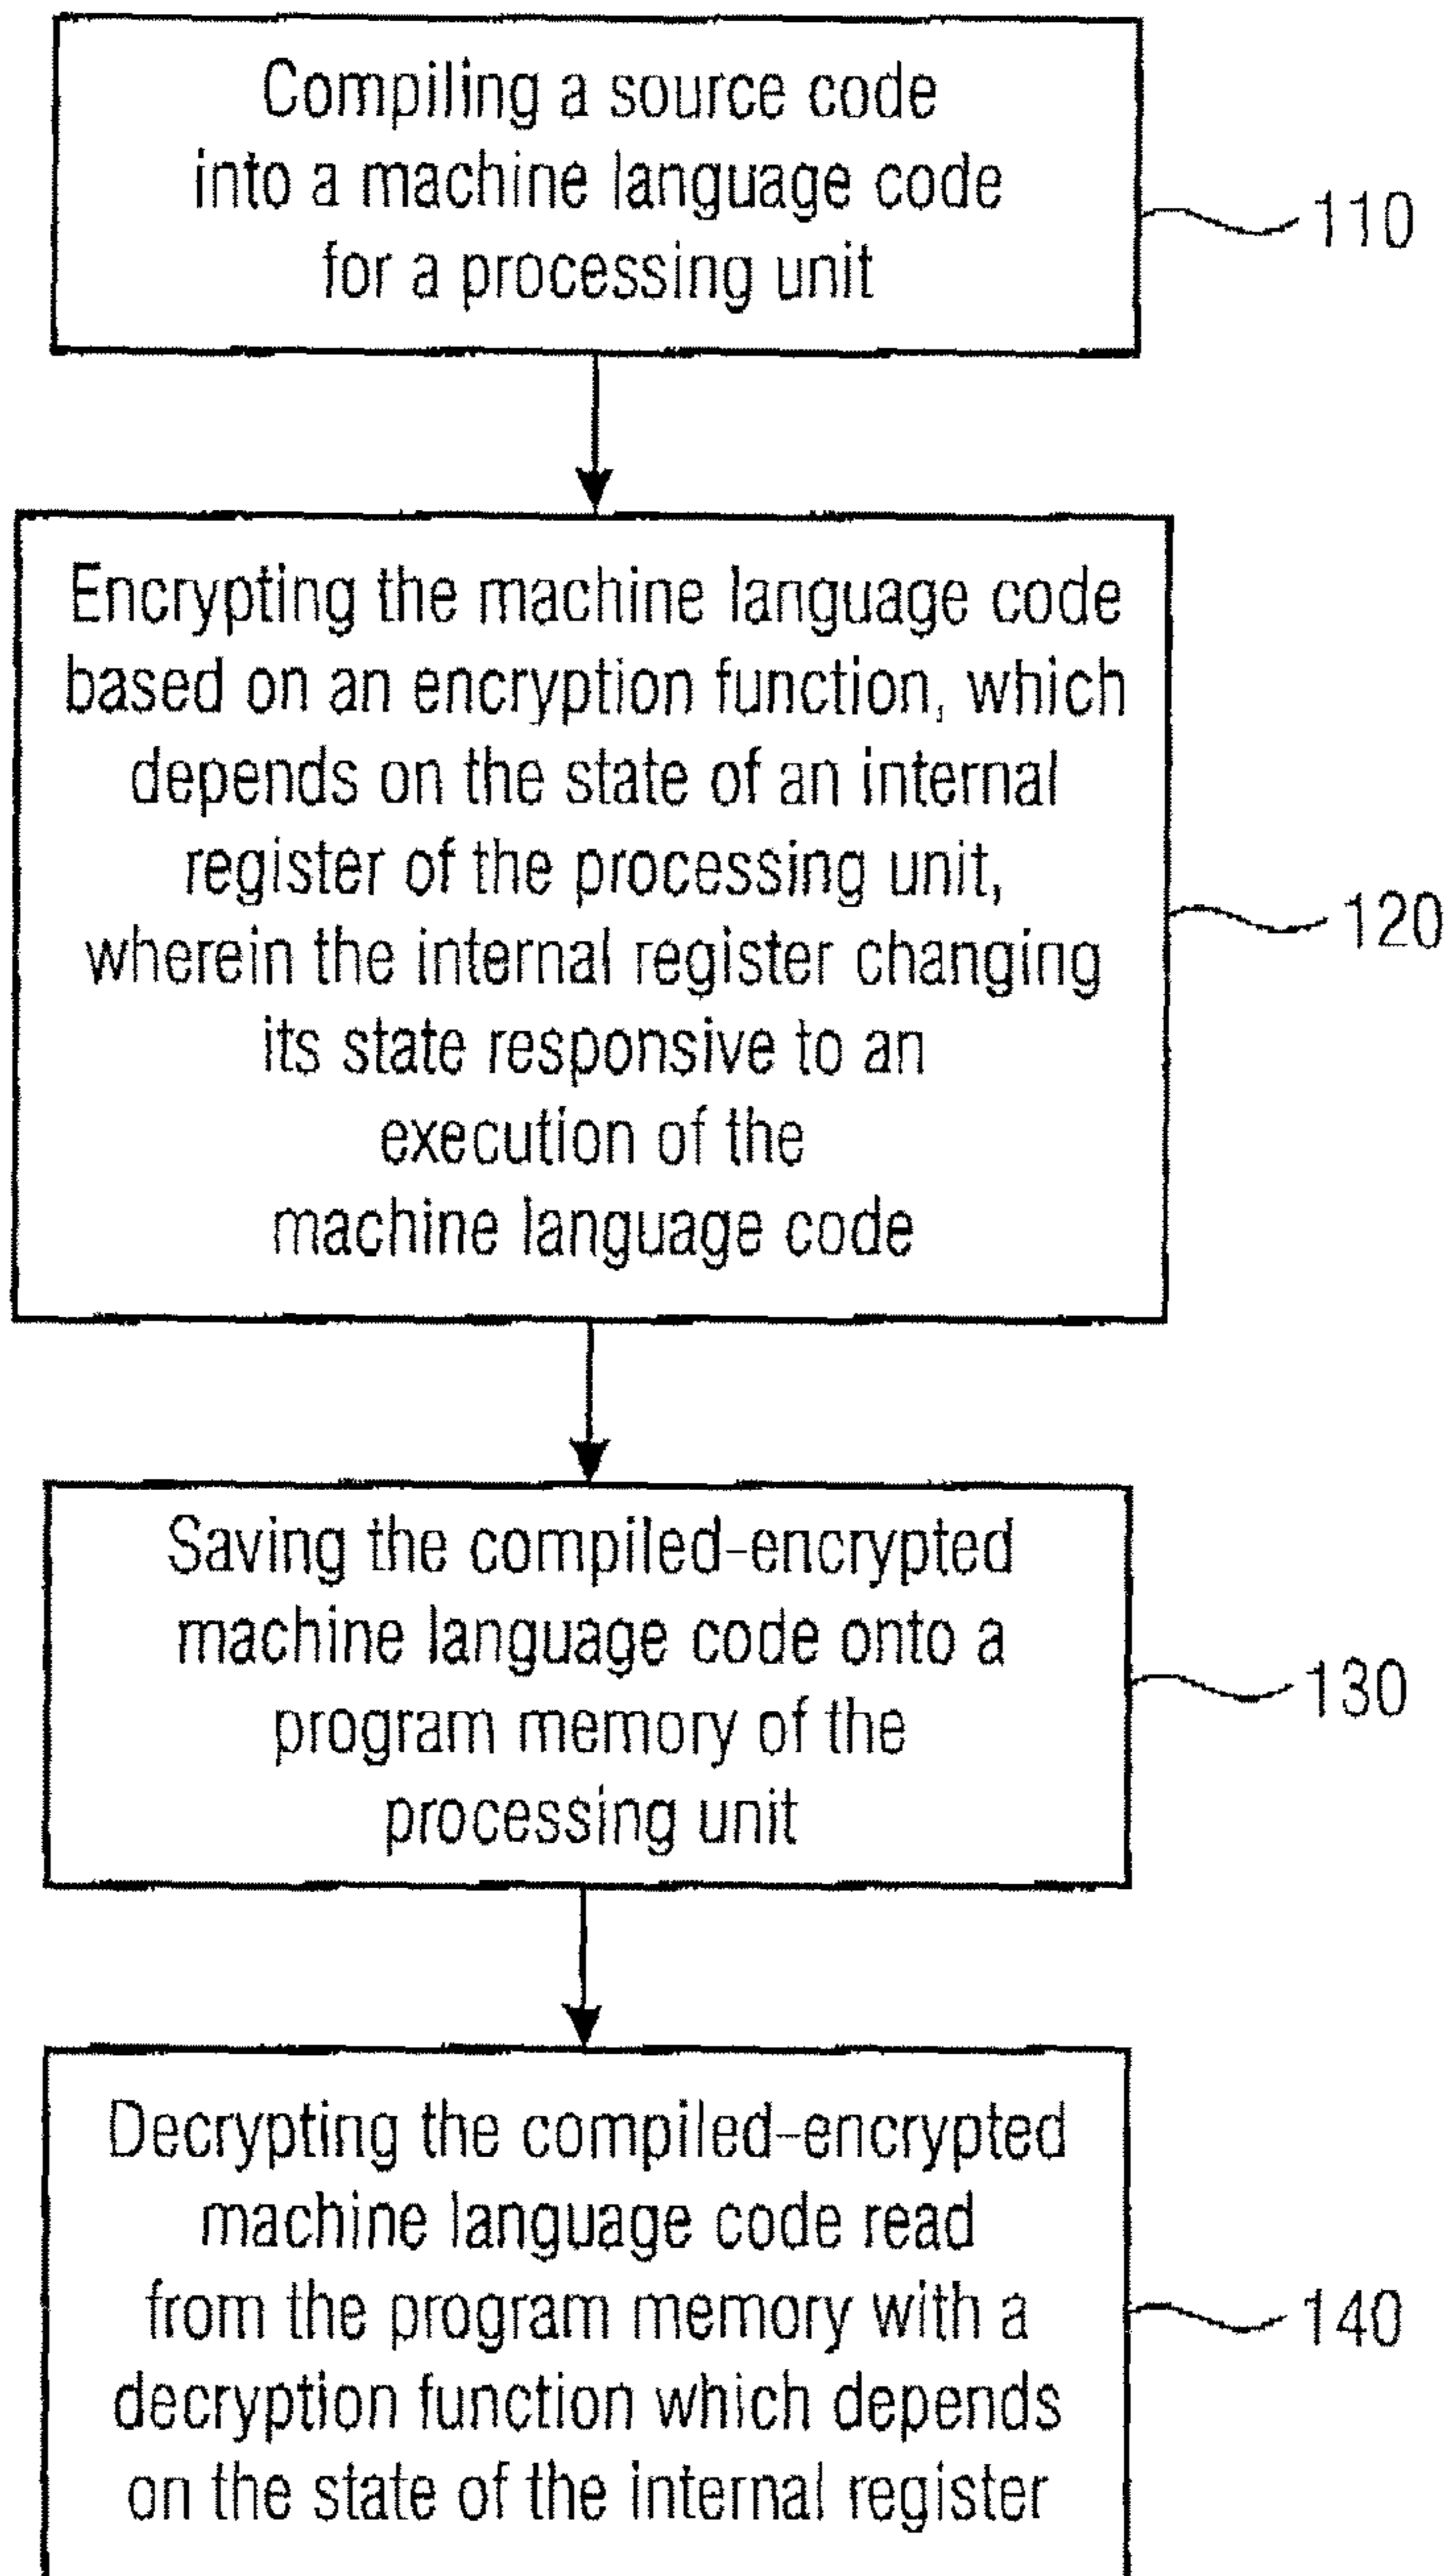 Compiling a source code
into a machine language code
for a processing unit
110
Encrypting the machine language code
based on an encryption function, which
depends on the state of an internal
register of the processing unit,
wherein the internal register changing
its state responsive to an
execution of the
machine language code
120
Saving the compiled-encrypted
machine language code onto a
program memory of the
processing unit
130
Decrypting the compiled-encrypted
machine language code read
from the program memory with a
decryption function which depends
on the state of the internal register
140